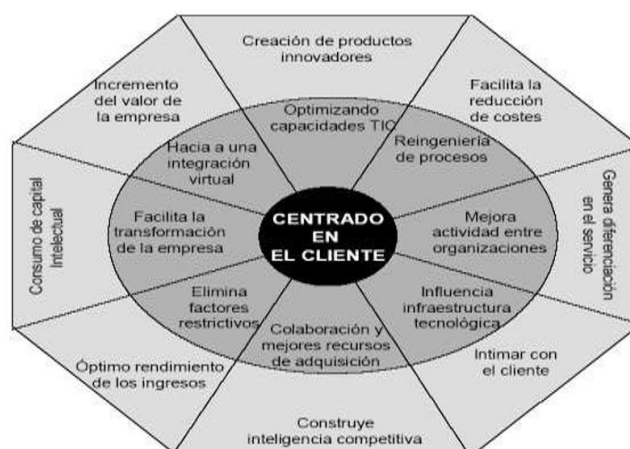 Creación de productos
innovadores
Incremento
del valor de
la empresa
Facilita la
reducción
de costes
Optimizando
capacidades TIC
Hacia a una
integración
virtual
Reingeniería
de procesos
Consumo de capital
Intelectual
Facilita la
transformación
de la empresa
CENTRADO
EN
EL CLIENTE
Mejora
actividad entre
organizaciones
Genera diferenciación
en el servicio
Elimina
factores
restrictivos
Colaboración y
mejores recursos
de adquisición
Influencia
infraestructura
tecnológica
Óptimo rendimiento
de los ingresos
Intimar con
el cliente
Construye
inteligencia competitiva